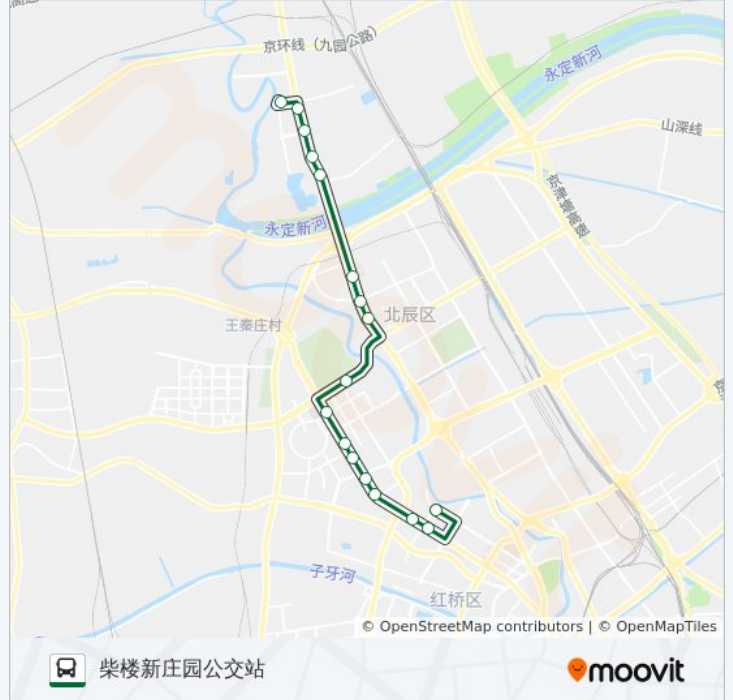 京环线（九园公路）
永定新河
山深线
京津塘高速
永定新河
北辰区
王秦庄村
子牙河
红桥区
© OpenStreetMap contributors | © OpenMapTiles
柴楼新庄园公交站
moovit